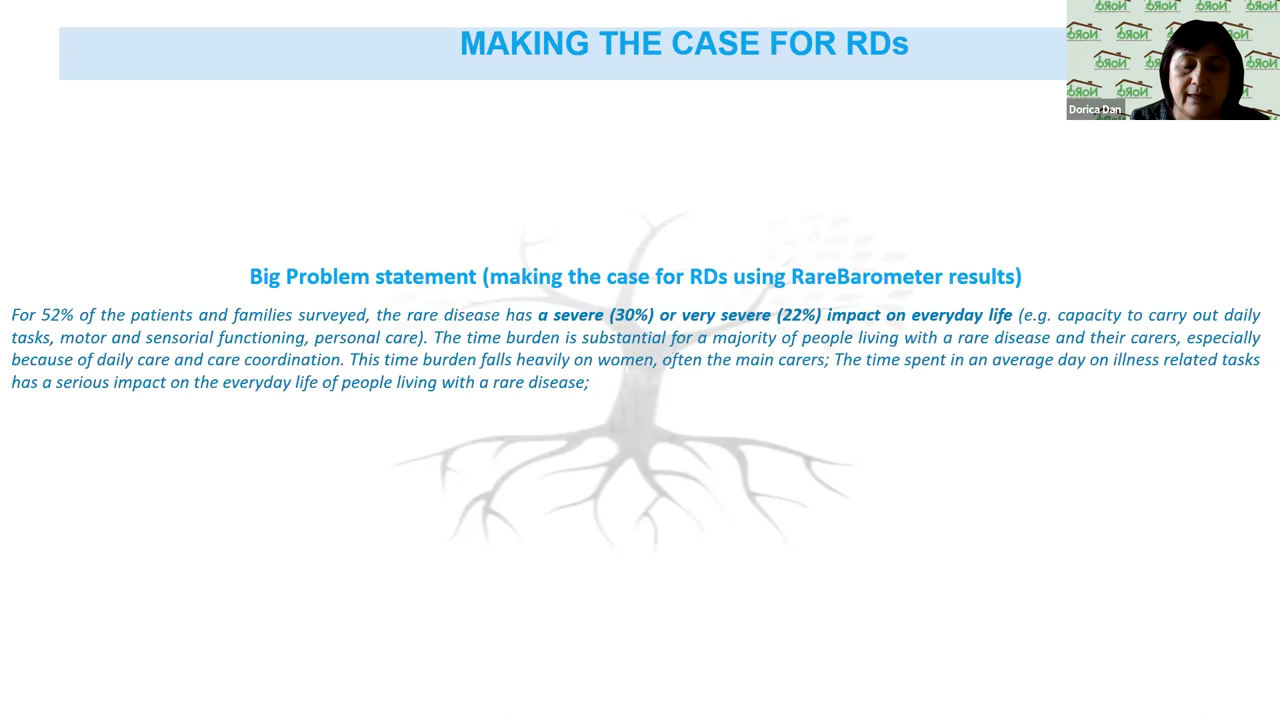 MAKING THE CASE FOR RDs
Dorica Dan
Big Problem statement (making the case for RDs using RareBarometer results)
For 52% of the patients and families surveyed, the rare disease has a severe (30%) or very severe (22%) impact on everyday life (e.g. capacity to carry out daily
tasks, motor and sensorial functioning, personal care). The time burden is substantial for a majority of people living with a rare disease and their carers, especially
because of daily care and care coordination. This time burden falls heavily on women, often the main carers; The time spent in an average day on illness related tasks
has a serious impact on the everyday life of people living with a rare disease;